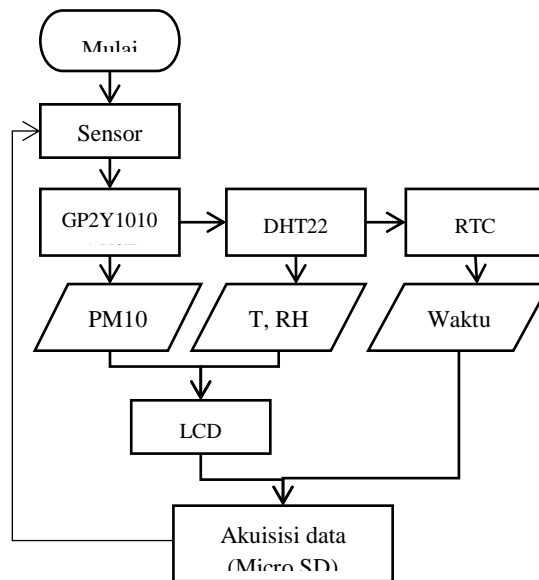 Mulai
Sensor
GP2Y1010
DHT22
RTC
PM10
T, RH
Waktu
LCD
Akuisisi data
(Micro SD)